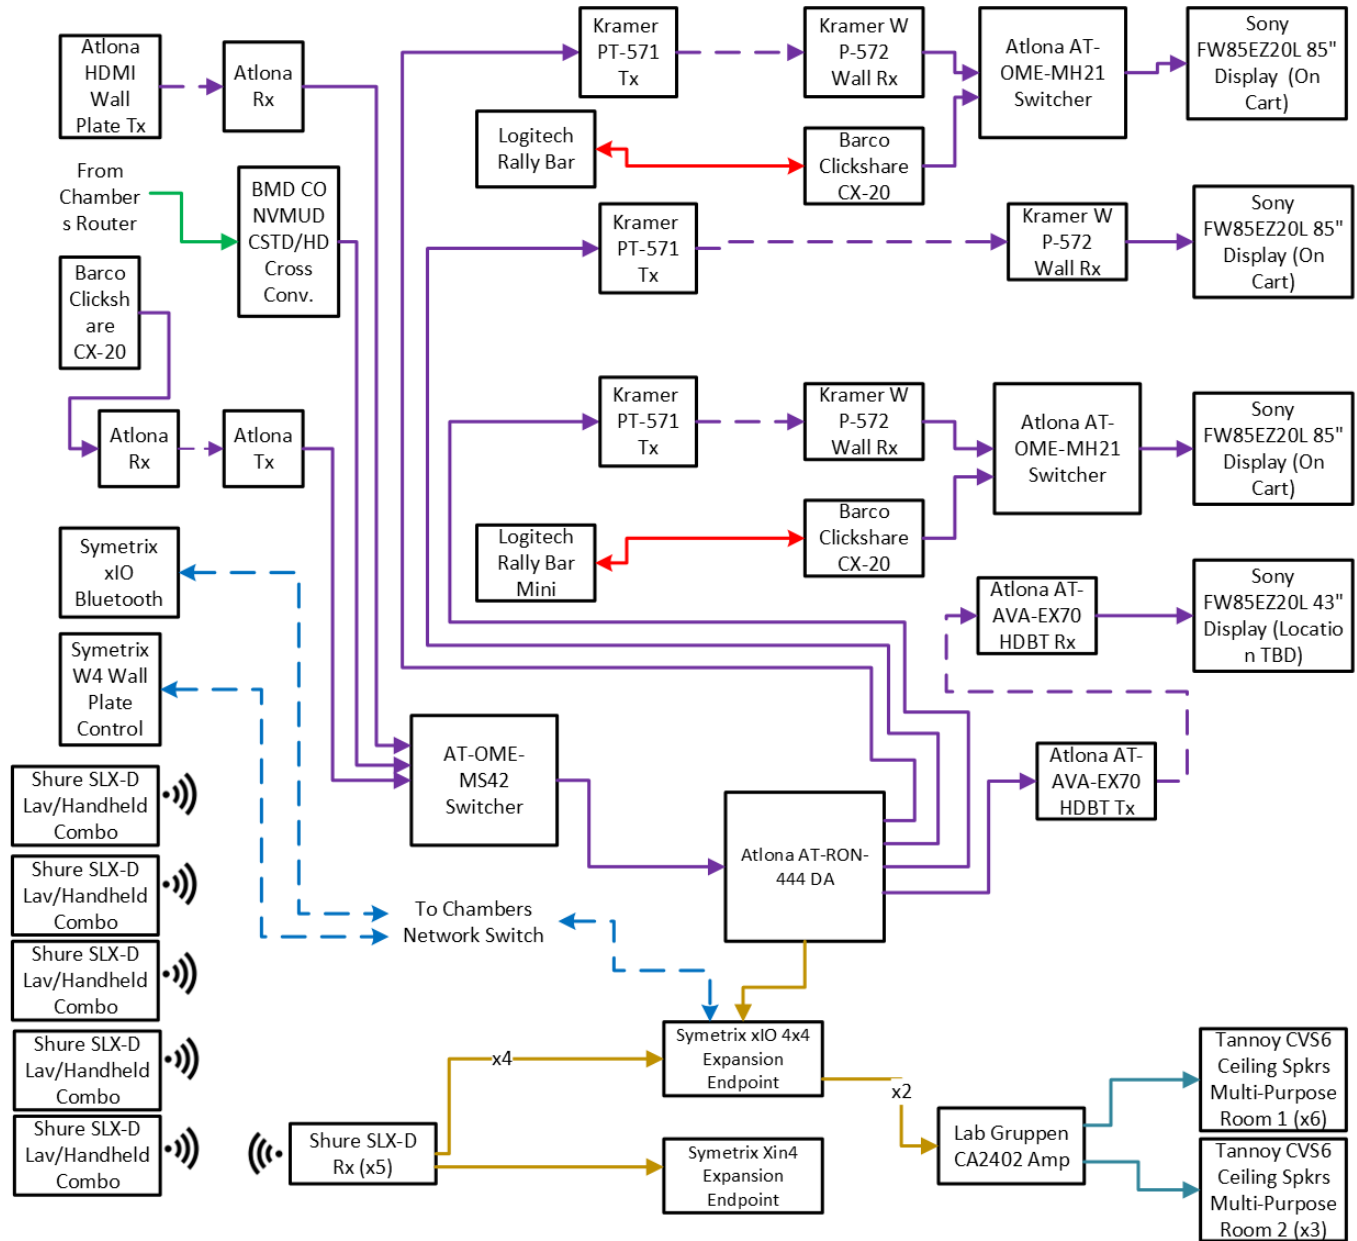 Atlona
HDMI
Wall
Plate Tx
Atlona
Rx
Kramer
PT-571
Tx
Kramer W
P-572
Wall Rx
Atlona AT-
OME-MH21
Switcher
Sony
FW85EZ20L 85"
Display (On
Cart)
Logitech
Rally Bar
Barco
Clickshare
CX-20
From
Chamber
s Router
BMD CO
NVMUD
CSTD/HD
Cross
Conv.
Kramer
PT-571
Tx
Kramer W
P-572
Wall Rx
Sony
FW85EZ20L 85"
Display (On
Cart)
Barco
Clicksh
are
CX-20
Atlona
Rx
Atlona
Tx
Kramer
PT-571
Tx
Kramer W
P-572
Wall Rx
Atlona AT-
OME-MH21
Switcher
Sony
FW85EZ20L 85"
Display (On
Cart)
Logitech
Rally Bar
Mini
Barco
Clickshare
CX-20
Symetrix
xIO
Bluetooth
Atlona AT-
AVA-EX70
HDBT Rx
Sony
FW85EZ20L 43"
Display (Locatio
n TBD)
Symetrix
W4 Wall
Plate
Control
AT-OME-
MS42
Switcher
Atlona AT-
AVA-EX70
HDBT Tx
Shure SLX-D
Lav/Handheld
Combo
Atlona AT-RON-
444 DA
Shure SLX-D
Lav/Handheld
Combo
To Chambers
Network Switch
Shure SLX-D
Lav/Handheld
Combo
Shure SLX-D
Lav/Handheld
Combo
x4
Symetrix xIO 4x4
Expansion
Endpoint
x2
Tannoy CVS6
Ceiling Spkrs
Multi-Purpose
Room 1 (x6)
Shure SLX-D
Lav/Handheld
Combo
Shure SLX-D
Rx (x5)
Symetrix Xin4
Expansion
Endpoint
Lab Gruppen
CA2402 Amp
Tannoy CVS6
Ceiling Spkrs
Multi-Purpose
Room 2 (x3)